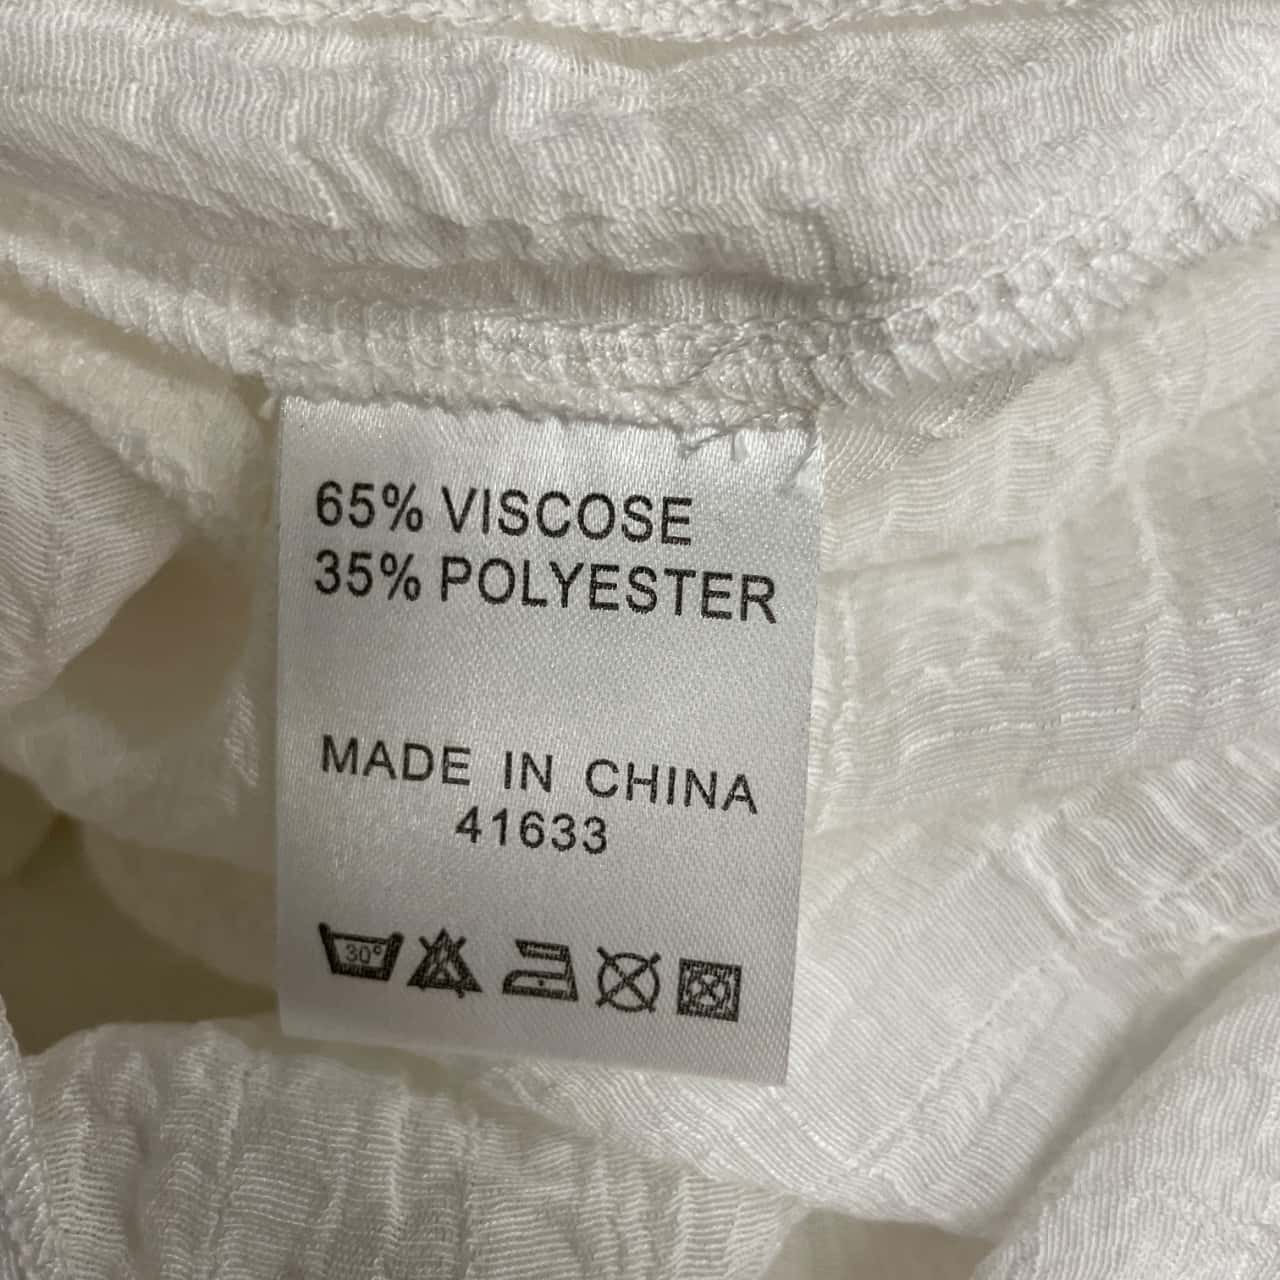 65% VISCOSE
35% POLYESTER
MADE IN CHINA
41633
30°